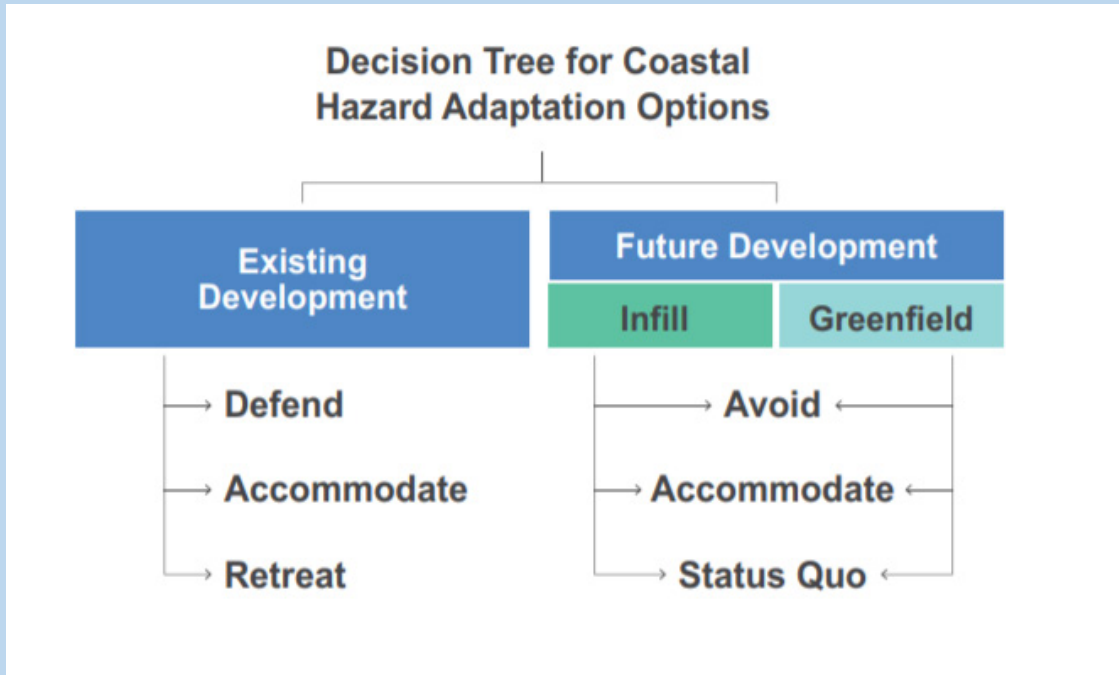 Decision Tree for Coastal
Hazard Adaptation Options
Existing
Development
Future Development
Infill
Greenfield
Defend
Accommodate
Retreat
Avoid
Accommodate
Status Quo